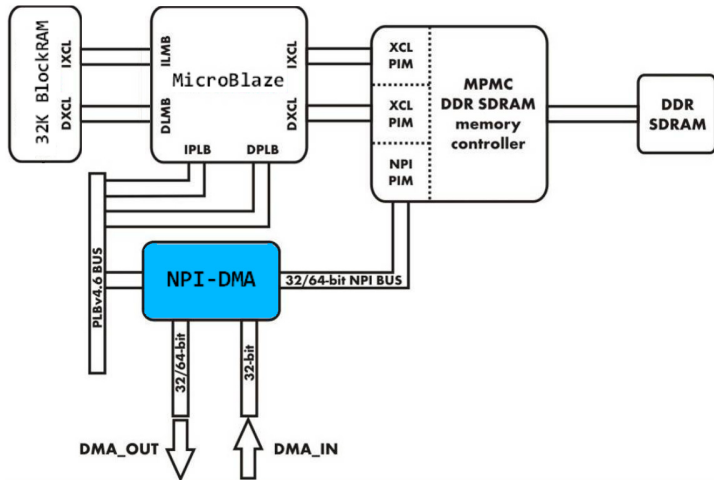 32K BlockRAM
IXCL
DXCL
ILMB
DLMB
MicroBlaze
IXCL
DXCL
IPLB
DPLB
XCL
PIM
XCL
PIM
NPI
PIM
MPMC
DDR SDRAM
memory
controller
DDR
SDRAM
PLBv4.6 BUS
NPI-DMA
32/64-bit NPI BUS
32/64-bit
32-bit
DMA_OUT
DMA_IN